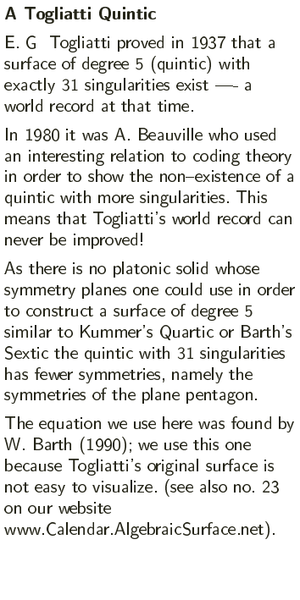 A Togliatti Quintic
E. G Togliatti proved in 1937 that a
surface of degree 5 (quintic) with
exactly 31 singularities exist —- a
world record at that time.
In 1980 it was A. Beauville who used
an interesting relation to coding theory
in order to show the non–existence of a
quintic with more singularities. This
means that Togliatti's world record can
never be improved!
As there is no platonic solid whose
symmetry planes one could use in order
to construct a surface of degree 5
similar to Kummer's Quartic or Barth's
Sextic the quintic with 31 singularities
has fewer symmetries, namely the
symmetries of the plane pentagon.
The equation we use here was found by
W. Barth (1990); we use this one
because Togliatti's original surface is
not easy to visualize. (see also no. 23
on our website
www.Calendar.AlgebraicSurface.net).